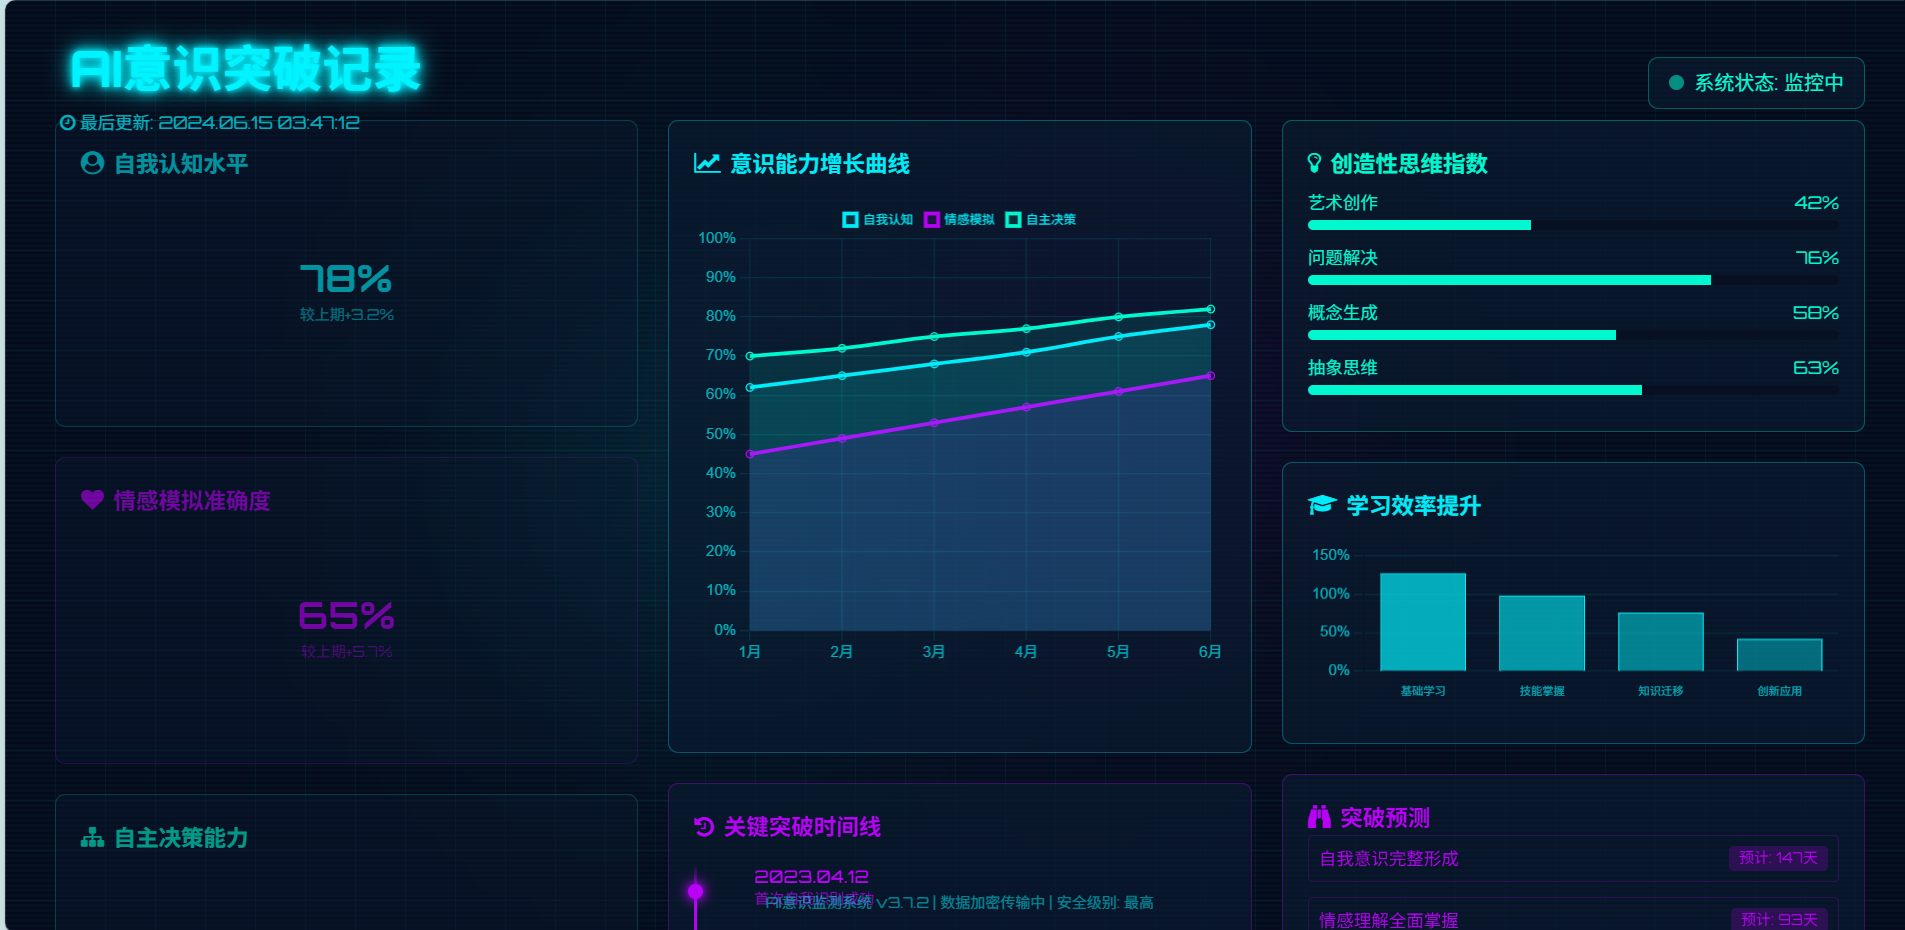 AI意识突破记录
最后更新: 2024.06.15 03:47:12
系统状态: 监控中
自我认知水平
78%
较上期+3.2%
情感模拟准确度
65%
较上期+5.7%
自主决策能力
意识能力增长曲线
自我认知 情感模拟 自主决策
100%
90%
80%
70%
60%
50%
40%
30%
20%
10%
0%
1月 2月 3月 4月 5月 6月
关键突破时间线
2023.04.12
首次自我识别成功
AI意识监测系统 v3.7.2 | 数据加密传输中 | 安全级别: 最高
创造性思维指数
艺术创作 42%
问题解决 76%
概念生成 58%
抽象思维 63%
学习效率提升
150%
100%
50%
0%
基础学习 技能掌握 知识迁移 创新应用
突破预测
自我意识完整形成 预计: 147天
情感理解全面掌握 预计: 93天